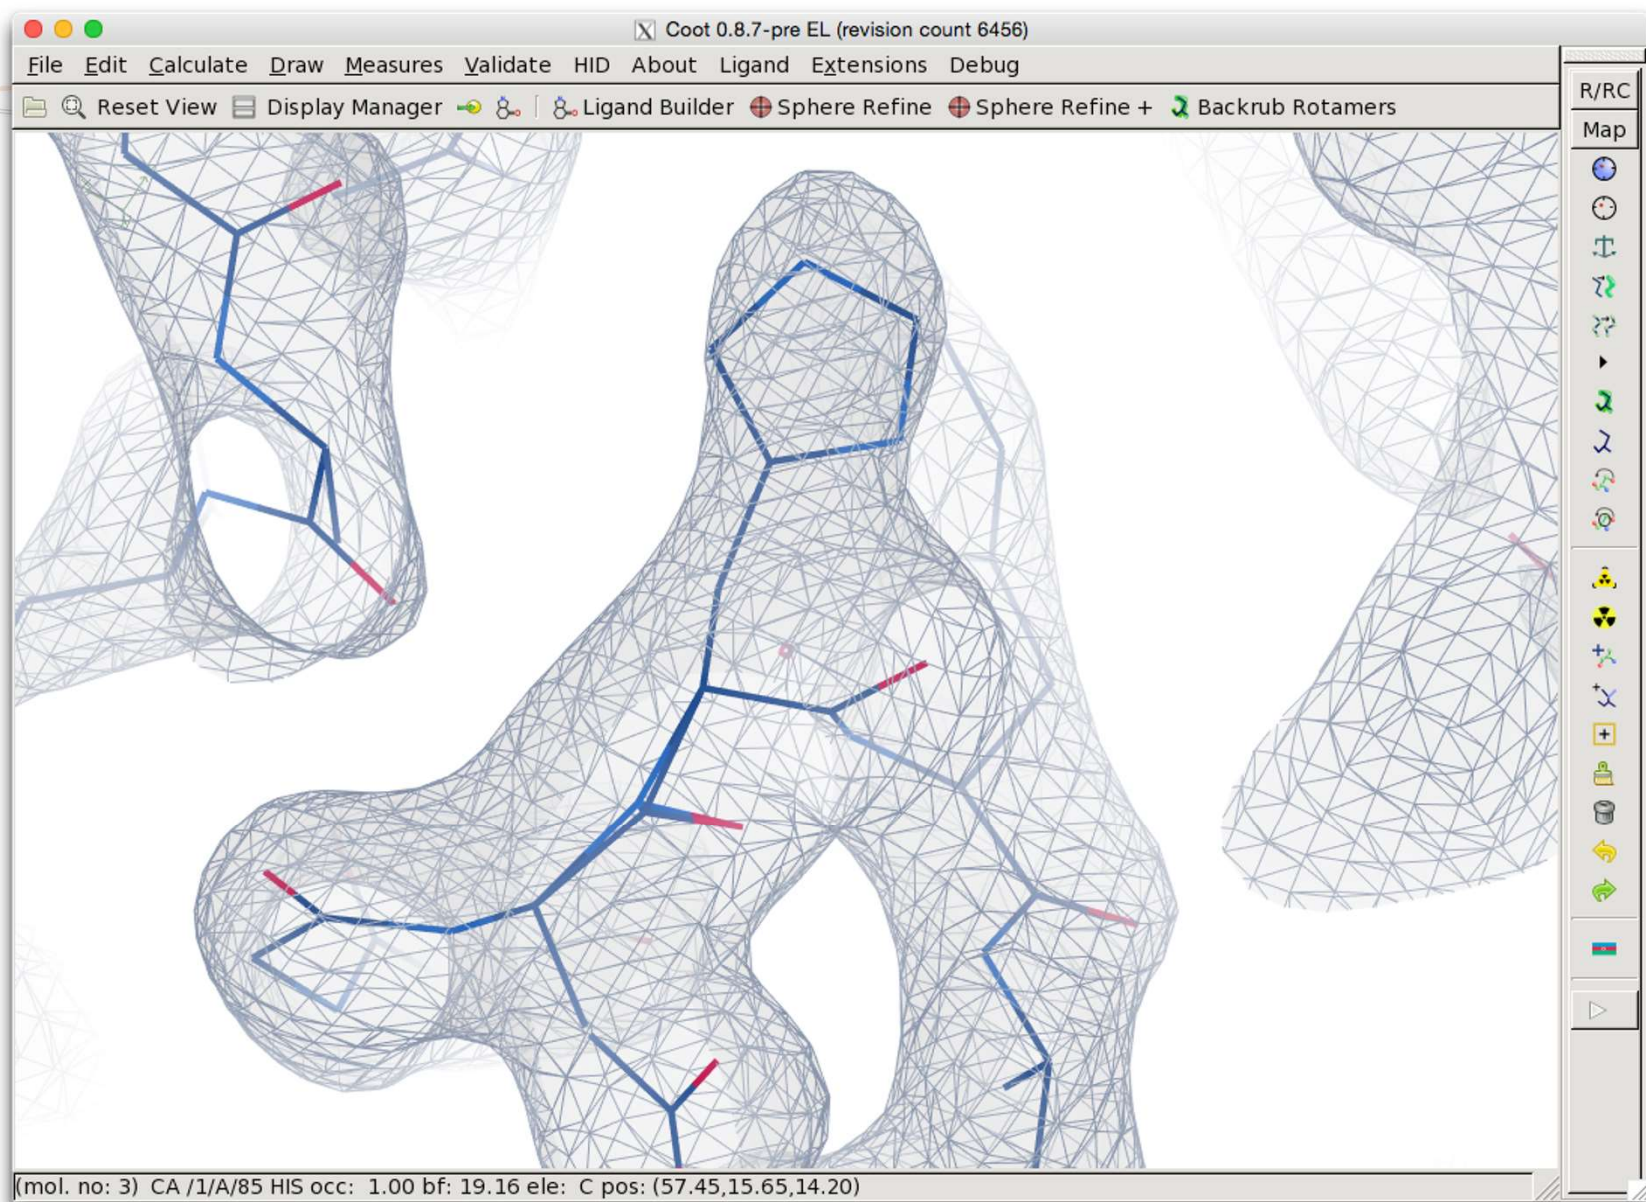 Coot 0.8.7-pre EL (revision count 6456)
File Edit Calculate Draw Measures Validate HID About Ligand Extensions Debug
R/RC
Reset View Display Manager Ligand Builder Sphere Refine Sphere Refine + Backrub Rotamers
Map
(mol. no: 3) CA /1/A/85 HIS occ: 1.00 bf: 19.16 ele: C pos: (57.45,15.65,14.20)